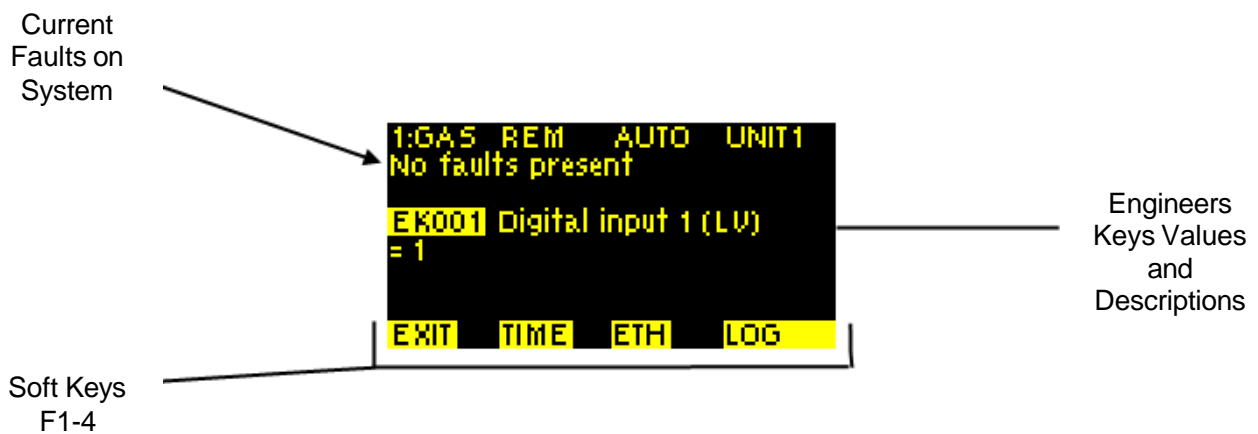 Current
Faults on
System
1:GAS REM AUTO UNIT1
No faults present
EK001 Digital input 1 (LV)
= 1
EXIT TIME ETH LOG
Engineers
Keys Values
and
Descriptions
Soft Keys
F1-4